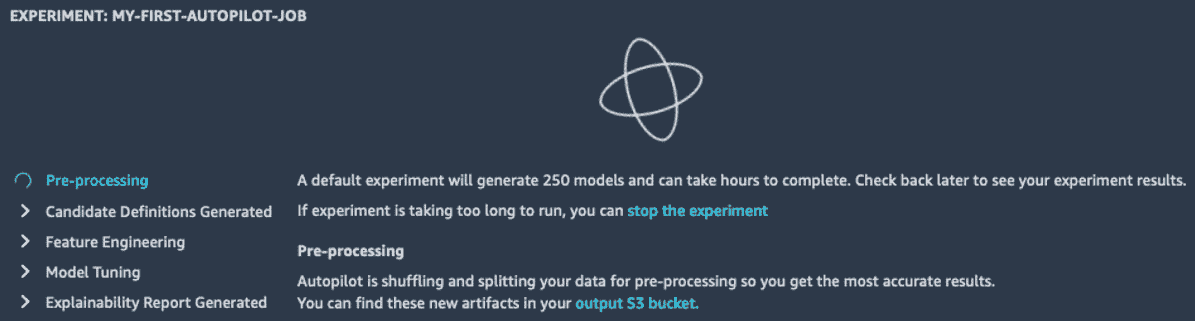 EXPERIMENT: MY-FIRST-AUTOPILOT-JOB
Pre-processing
Candidate Definitions Generated
Feature Engineering
Model Tuning
Explainability Report Generated
A default experiment will generate 250 models and can take hours to complete. Check back later to see your experiment results.
If experiment is taking too long to run, you can stop the experiment
Pre-processing
Autopilot is shuffling and splitting your data for pre-processing so you get the most accurate results.
You can find these new artifacts in your output S3 bucket.